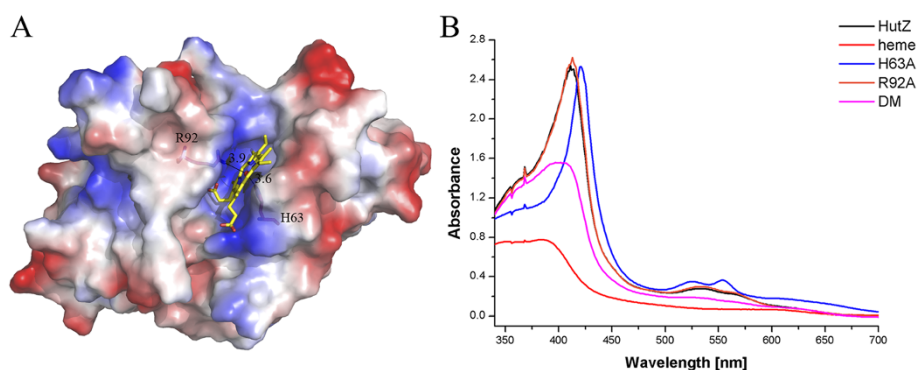 A
R92
3.9
3.6
H63
B
HutZ
heme
H63A
R92A
DM
Absorbance
2.8
2.4
2.0
1.6
1.2
0.8
0.4
0.0
350 400 450 500 550 600 650 700
Wavelength [nm]